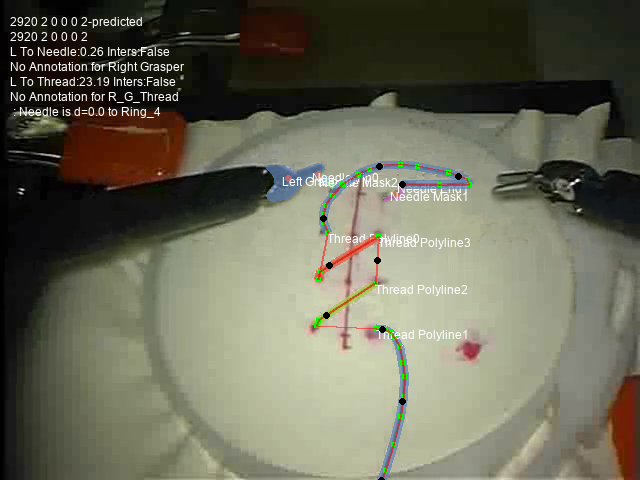 2920 2 0 0 0 2-predicted
2920 2 0 0 0 2
L To Needle:0.26 Inters:False
No Annotation for Right Grasper
L To Thread:23.19 Inters:False
No Annotation for R_G_Thread
: Needle is d=0.0 to Ring_4
Needle Mask1
Thread Polyline3
Thread Polyline2
Thread Polyline1